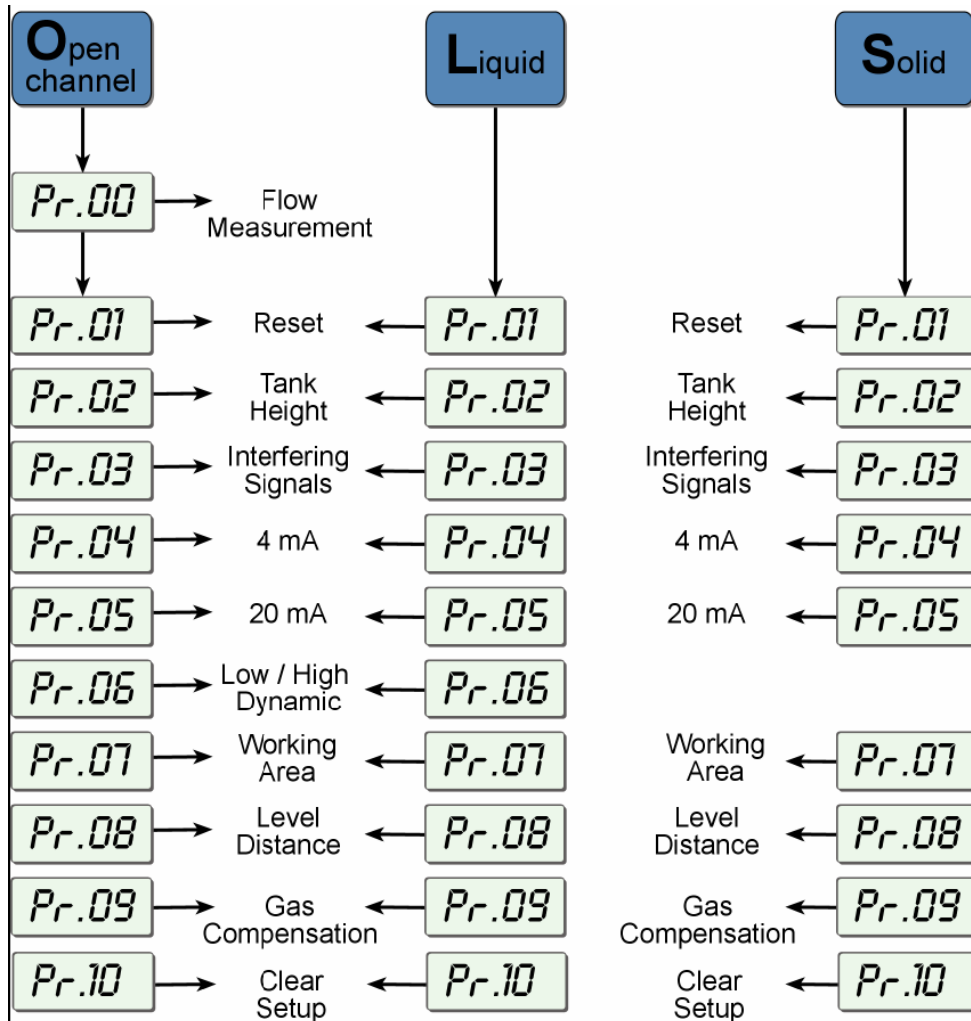 Open
channel
Liquid
Solid
Pr.00
Flow
Measurement
Pr.01
Reset
Pr.01
Reset
Pr.01
Pr.02
Tank
Height
Pr.02
Tank
Height
Pr.02
Pr.03
Interfering
Signals
Pr.03
Interfering
Signals
Pr.03
Pr.04
4 mA
Pr.04
4 mA
Pr.04
Pr.05
20 mA
Pr.05
20 mA
Pr.05
Pr.06
Low / High
Dynamic
Pr.06
Pr.07
Working
Area
Pr.07
Working
Area
Pr.07
Pr.08
Level
Distance
Pr.08
Level
Distance
Pr.08
Pr.09
Gas
Compensation
Pr.09
Gas
Compensation
Pr.09
Pr.10
Clear
Setup
Pr.10
Clear
Setup
Pr.10